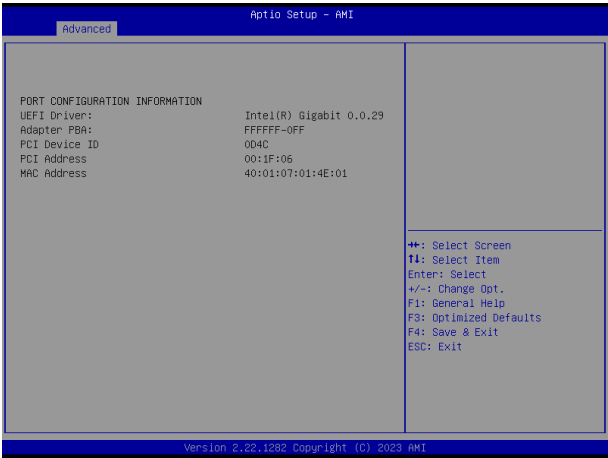 Aptio Setup - AMI
Advanced
PORT CONFIGURATION INFORMATION
UEFI Driver: Intel(R) Gigabit 0.0.29
Adapter PBA: FFFFFF-0FF
PCI Device ID 0D4C
PCI Address 00:1F:06
MAC Address 40:01:07:01:4E:01
→←: Select Screen
↑↓: Select Item
Enter: Select
+/-: Change Opt.
F1: General Help
F3: Optimized Defaults
F4: Save & Exit
ESC: Exit
Version 2.22.1282 Copyright (C) 2023 AMI